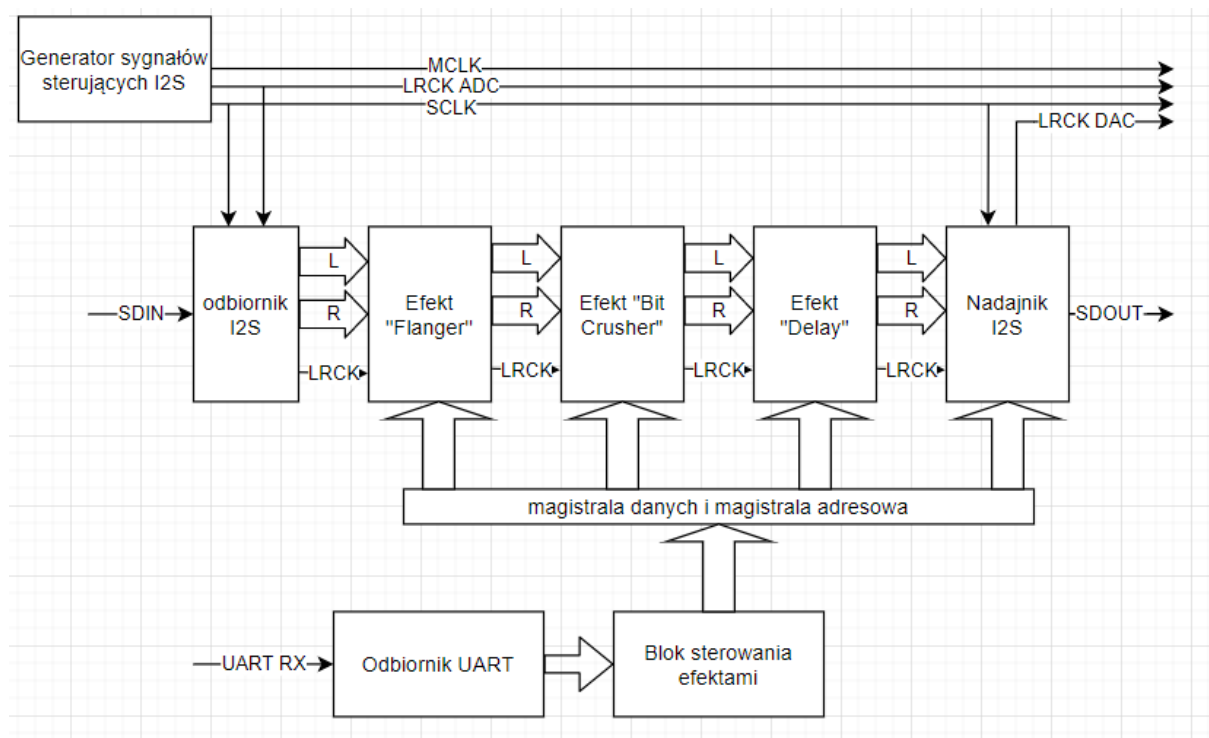 Generator sygnałów
sterujących I2S
MCLK
LRCK ADC
SCLK
LRCK DAC
SDIN
odbiornik
I2S
L
R
LRCK
Efekt
"Flanger"
L
R
LRCK
Efekt "Bit
Crusher"
L
R
LRCK
Efekt
"Delay"
L
R
LRCK
Nadajnik
I2S
SDOUT
magistrala danych i magistrala adresowa
UART RX
Odbiornik UART
Blok sterowania
efektami